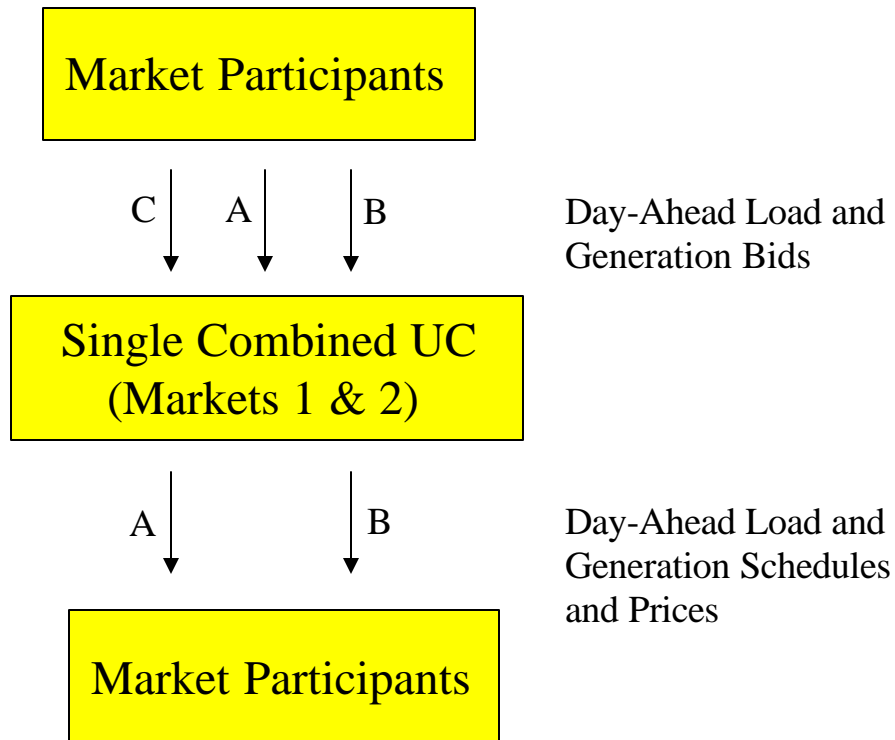 Market Participants
C
A
B
Day-Ahead Load and
Generation Bids
Single Combined UC
(Markets 1 & 2)
A
B
Day-Ahead Load and
Generation Schedules
and Prices
Market Participants